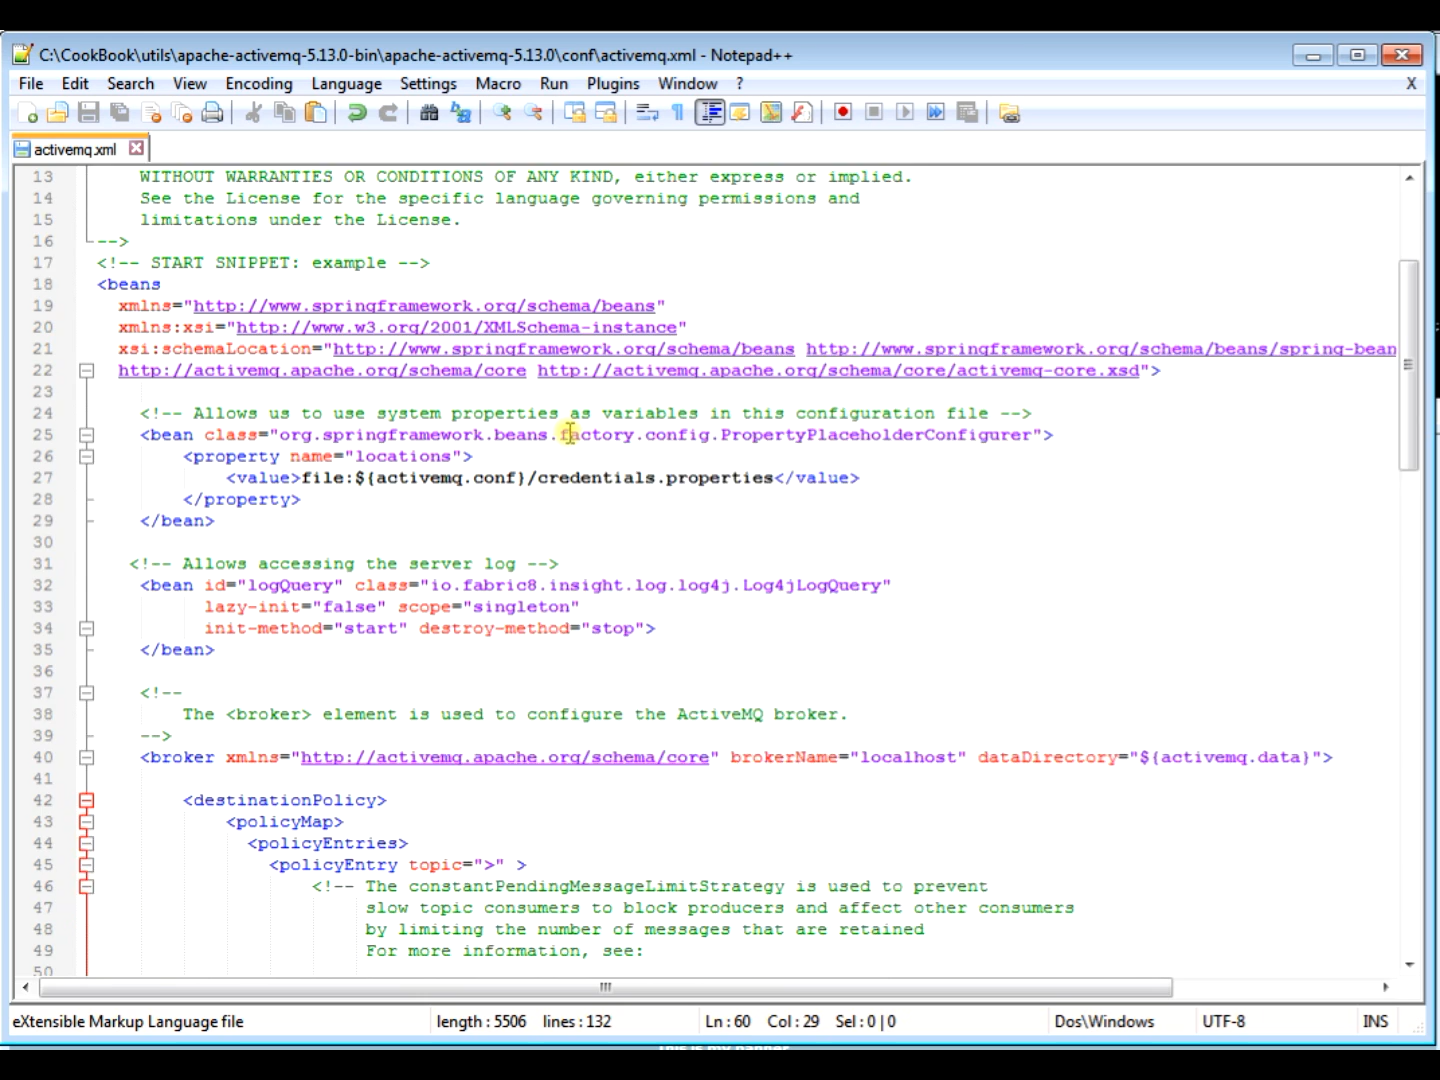 C:\CookBook\utils\apache-activemq-5.13.0-bin\apache-activemq-5.13.0\conf\activemq.xml - Notepad++
File Edit Search View Encoding Language Settings Macro Run Plugins Window ? X
activemq.xml
13 WITHOUT WARRANTIES OR CONDITIONS OF ANY KIND, either express or implied.
14 See the License for the specific language governing permissions and
15 limitations under the License.
16 -->
17 <!-- START SNIPPET: example -->
18 <beans
19 xmlns="http://www.springframework.org/schema/beans"
20 xmlns:xsi="http://www.w3.org/2001/XMLSchema-instance"
21 xsi:schemaLocation="http://www.springframework.org/schema/beans http://www.springframework.org/schema/beans/spring-bean
22 http://activemq.apache.org/schema/core http://activemq.apache.org/schema/core/activemq-core.xsd">
23
24 <!-- Allows us to use system properties as variables in this configuration file -->
25 <bean class="org.springframework.beans.factory.config.PropertyPlaceholderConfigurer">
26 <property name="locations">
27 <value>file:${activemq.conf}/credentials.properties</value>
28 </property>
29 </bean>
30
31 <!-- Allows accessing the server log -->
32 <bean id="logQuery" class="io.fabric8.insight.log.log4j.Log4jLogQuery"
33 lazy-init="false" scope="singleton"
34 init-method="start" destroy-method="stop">
35 </bean>
36
37 <!--
38 The <broker> element is used to configure the ActiveMQ broker.
39 -->
40 <broker xmlns="http://activemq.apache.org/schema/core" brokerName="localhost" dataDirectory="${activemq.data}">
41
42 <destinationPolicy>
43 <policyMap>
44 <policyEntries>
45 <policyEntry topic=">" >
46 <!-- The constantPendingMessageLimitStrategy is used to prevent
47 slow topic consumers to block producers and affect other consumers
48 by limiting the number of messages that are retained
49 For more information, see:
50
eXtensible Markup Language file length : 5506 lines : 132 Ln : 60 Col : 29 Sel : 0 | 0 Dos\Windows UTF-8 INS